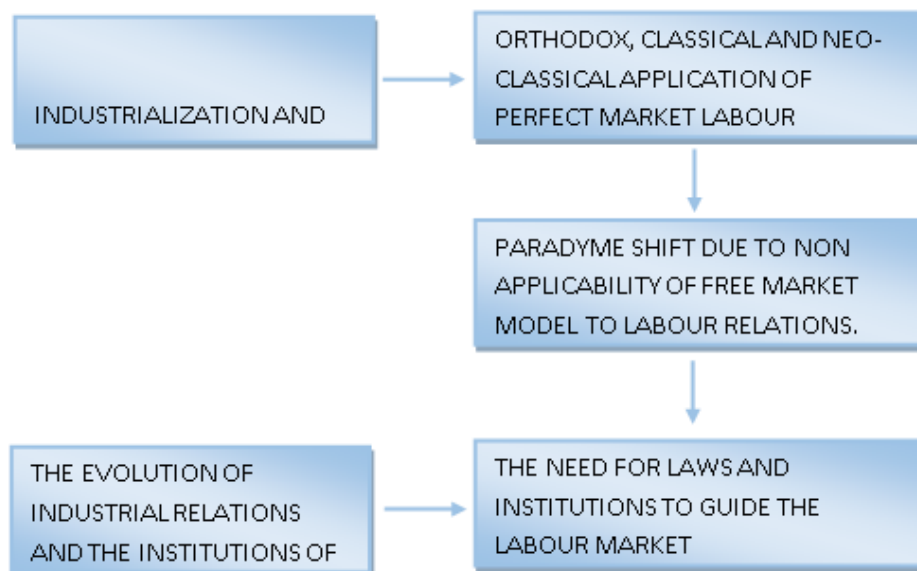 INDUSTRIALIZATION AND
ORTHODOX, CLASSICAL AND NEO-
CLASSICAL APPLICATION OF
PERFECT MARKET LABOUR
PARADYME SHIFT DUE TO NON
APPLICABILITY OF FREE MARKET
MODEL TO LABOUR RELATIONS.
THE EVOLUTION OF
INDUSTRIAL RELATIONS
AND THE INSTITUTIONS OF
THE NEED FOR LAWS AND
INSTITUTIONS TO GUIDE THE
LABOUR MARKET